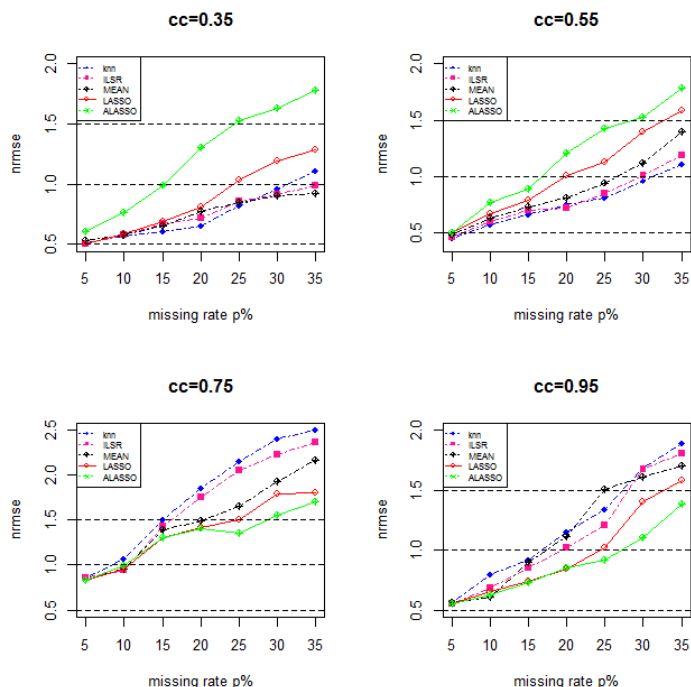 cc=0.35
nrmse
2.0
1.5
1.0
0.5
knn
ILSR
MEAN
LASSO
ALASSO
5 10 15 20 25 30 35
missing rate p%
cc=0.55
nrmse
2.0
1.5
1.0
0.5
knn
ILSR
MEAN
LASSO
ALASSO
5 10 15 20 25 30 35
missing rate p%
cc=0.75
nrmse
2.5
2.0
1.5
1.0
0.5
knn
ILSR
MEAN
LASSO
ALASSO
5 10 15 20 25 30 35
missing rate p%
cc=0.95
nrmse
2.0
1.5
1.0
0.5
knn
ILSR
MEAN
LASSO
ALASSO
5 10 15 20 25 30 35
missing rate p%